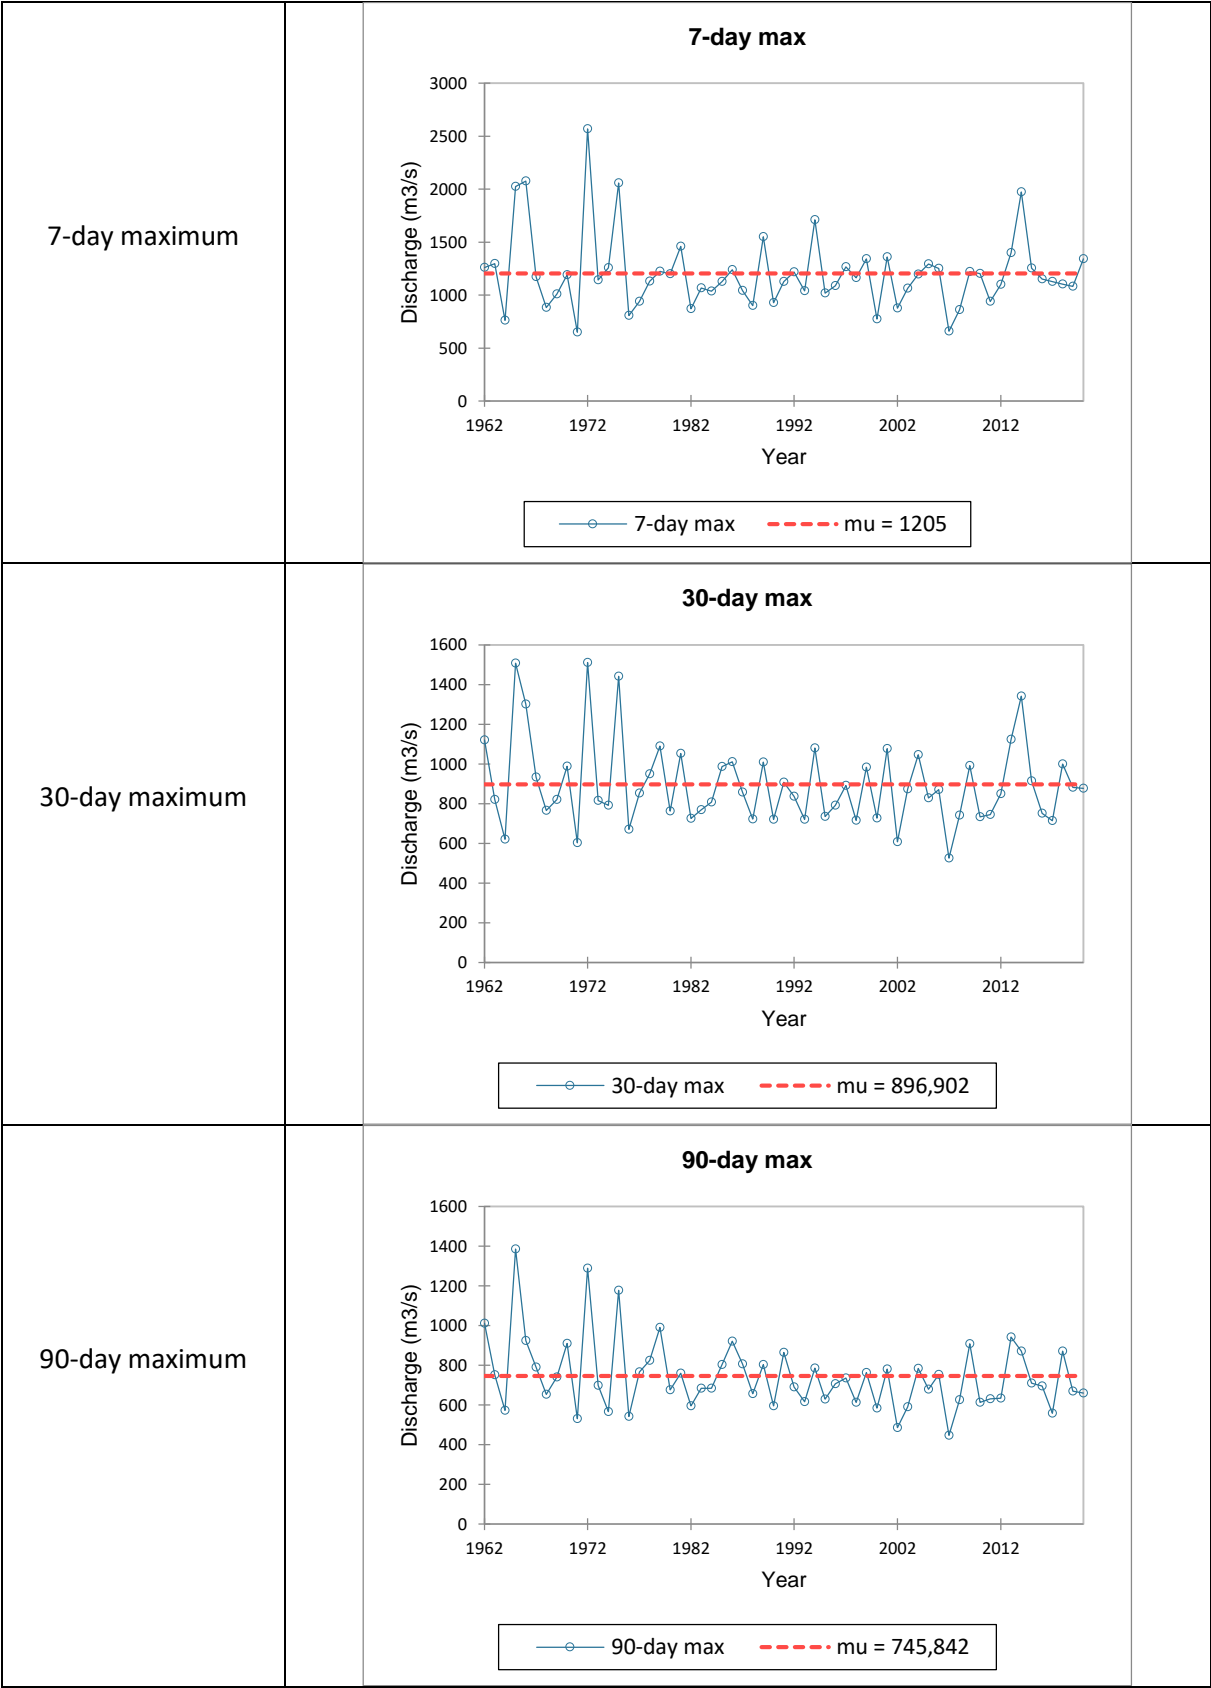 7-day maximum
7-day max
Discharge (m3/s)
3000
2500
2000
1500
1000
500
0
1962 1972 1982 1992 2002 2012
Year
7-day max mu = 1205
30-day maximum
30-day max
Discharge (m3/s)
1600
1400
1200
1000
800
600
400
200
0
1962 1972 1982 1992 2002 2012
Year
30-day max mu = 896,902
90-day maximum
90-day max
Discharge (m3/s)
1600
1400
1200
1000
800
600
400
200
0
1962 1972 1982 1992 2002 2012
Year
90-day max mu = 745,842